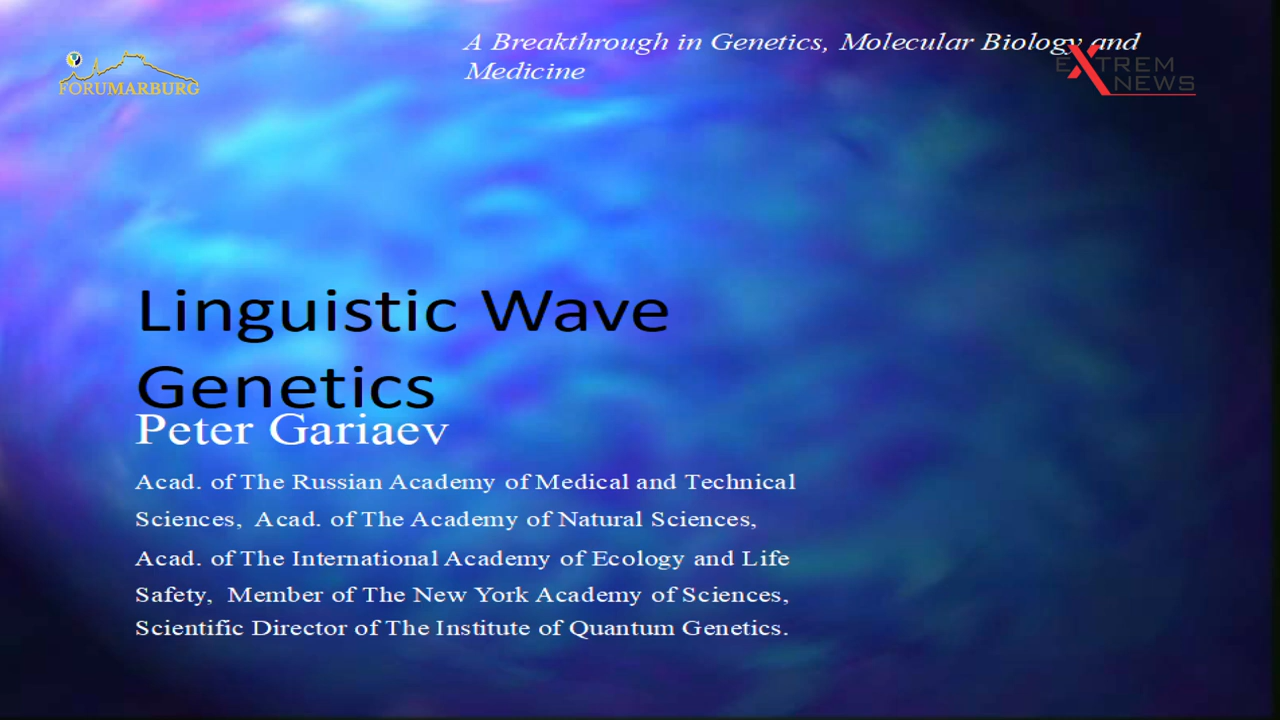 A Breakthrough in Genetics, Molecular Biology and
Medicine
FORUMARBURG
EXTREM
NEWS
Linguistic Wave
Genetics
Peter Gariaev
Acad. of The Russian Academy of Medical and Technical
Sciences, Acad. of The Academy of Natural Sciences,
Acad. of The International Academy of Ecology and Life
Safety, Member of The New York Academy of Sciences,
Scientific Director of The Institute of Quantum Genetics.